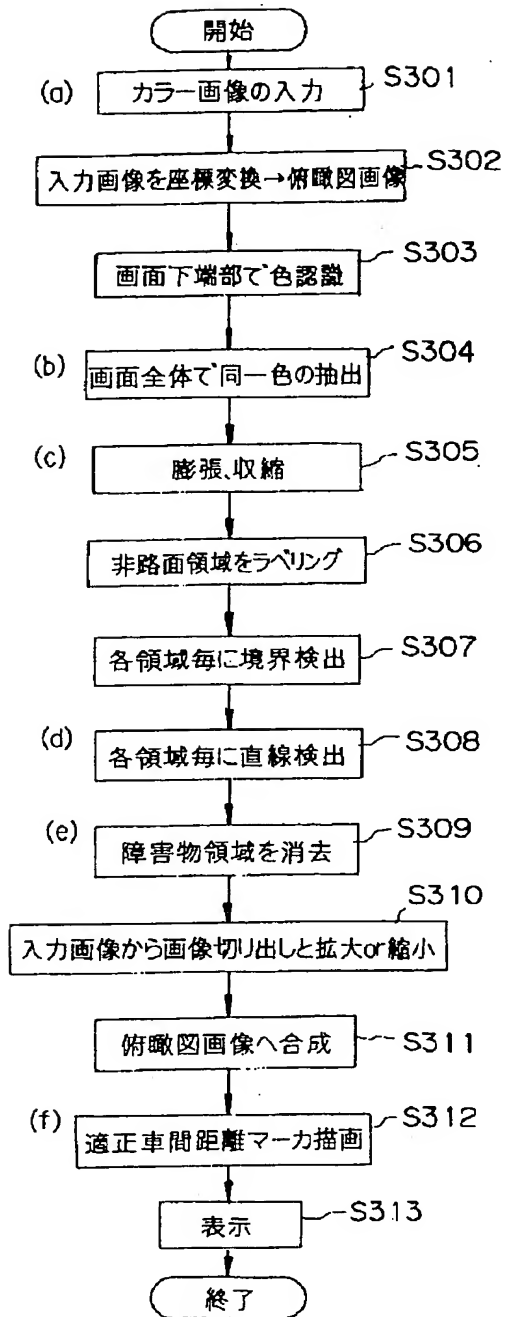 開始
(a) カラー画像の入力 S301
入力画像を座標変換→俯瞰図画像 S302
画面下端部で色認識 S303
(b) 画面全体で同一色の抽出 S304
(c) 膨張、収縮 S305
非路面領域をラベリング S306
各領域毎に境界検出 S307
(d) 各領域毎に直線検出 S308
(e) 障害物領域を消去 S309
S310
入力画像から画像切り出しと拡大or縮小
俯瞰図画像へ合成 S311
(f) 適正車間距離マーカ描画 S312
表示 S313
終了